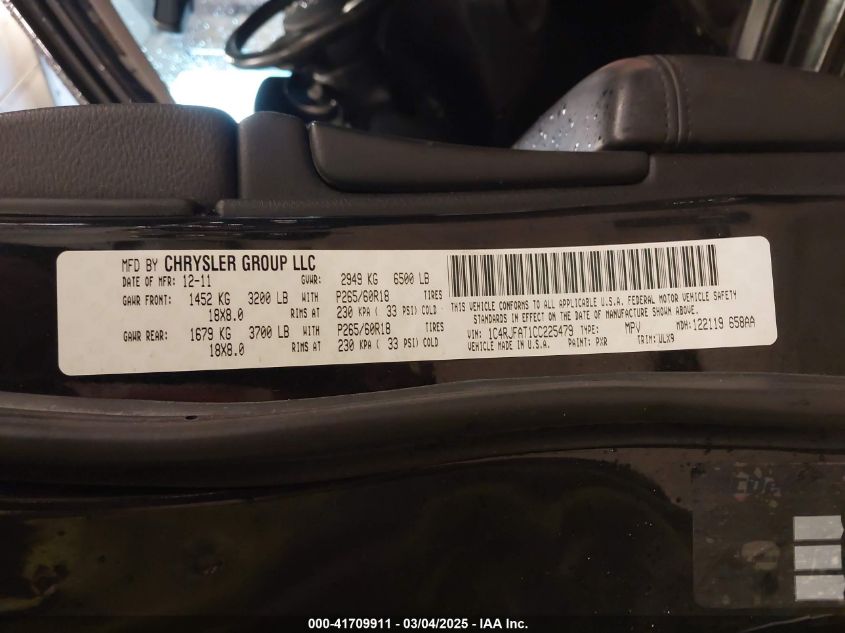 MFD BY CHRYSLER GROUP LLC
DATE OF MFR: 12-11 GVWR: 2949 KG 6500 LB
GAWR FRONT: 1452 KG 3200 LB WITH P265/60R18 TIRES
18X8.0 RIMS AT 230 KPA ( 33 PSI) COLD
GAWR REAR: 1679 KG 3700 LB WITH P265/60R18 TIRES
18X8.0 RIMS AT 230 KPA ( 33 PSI) COLD
THIS VEHICLE CONFORMS TO ALL APPLICABLE U.S.A. FEDERAL MOTOR VEHICLE SAFETY
STANDARDS IN EFFECT ON THE DATE OF MANUFACTURE SHOWN ABOVE.
VIN: 1C4RJFAT1CC225479 TYPE: MPV MDH: 122119 658AA
VEHICLE MADE IN U.S.A. PAINT: PXR TRIM: ULX9
000-41709911 - 03/04/2025 - IAA Inc.